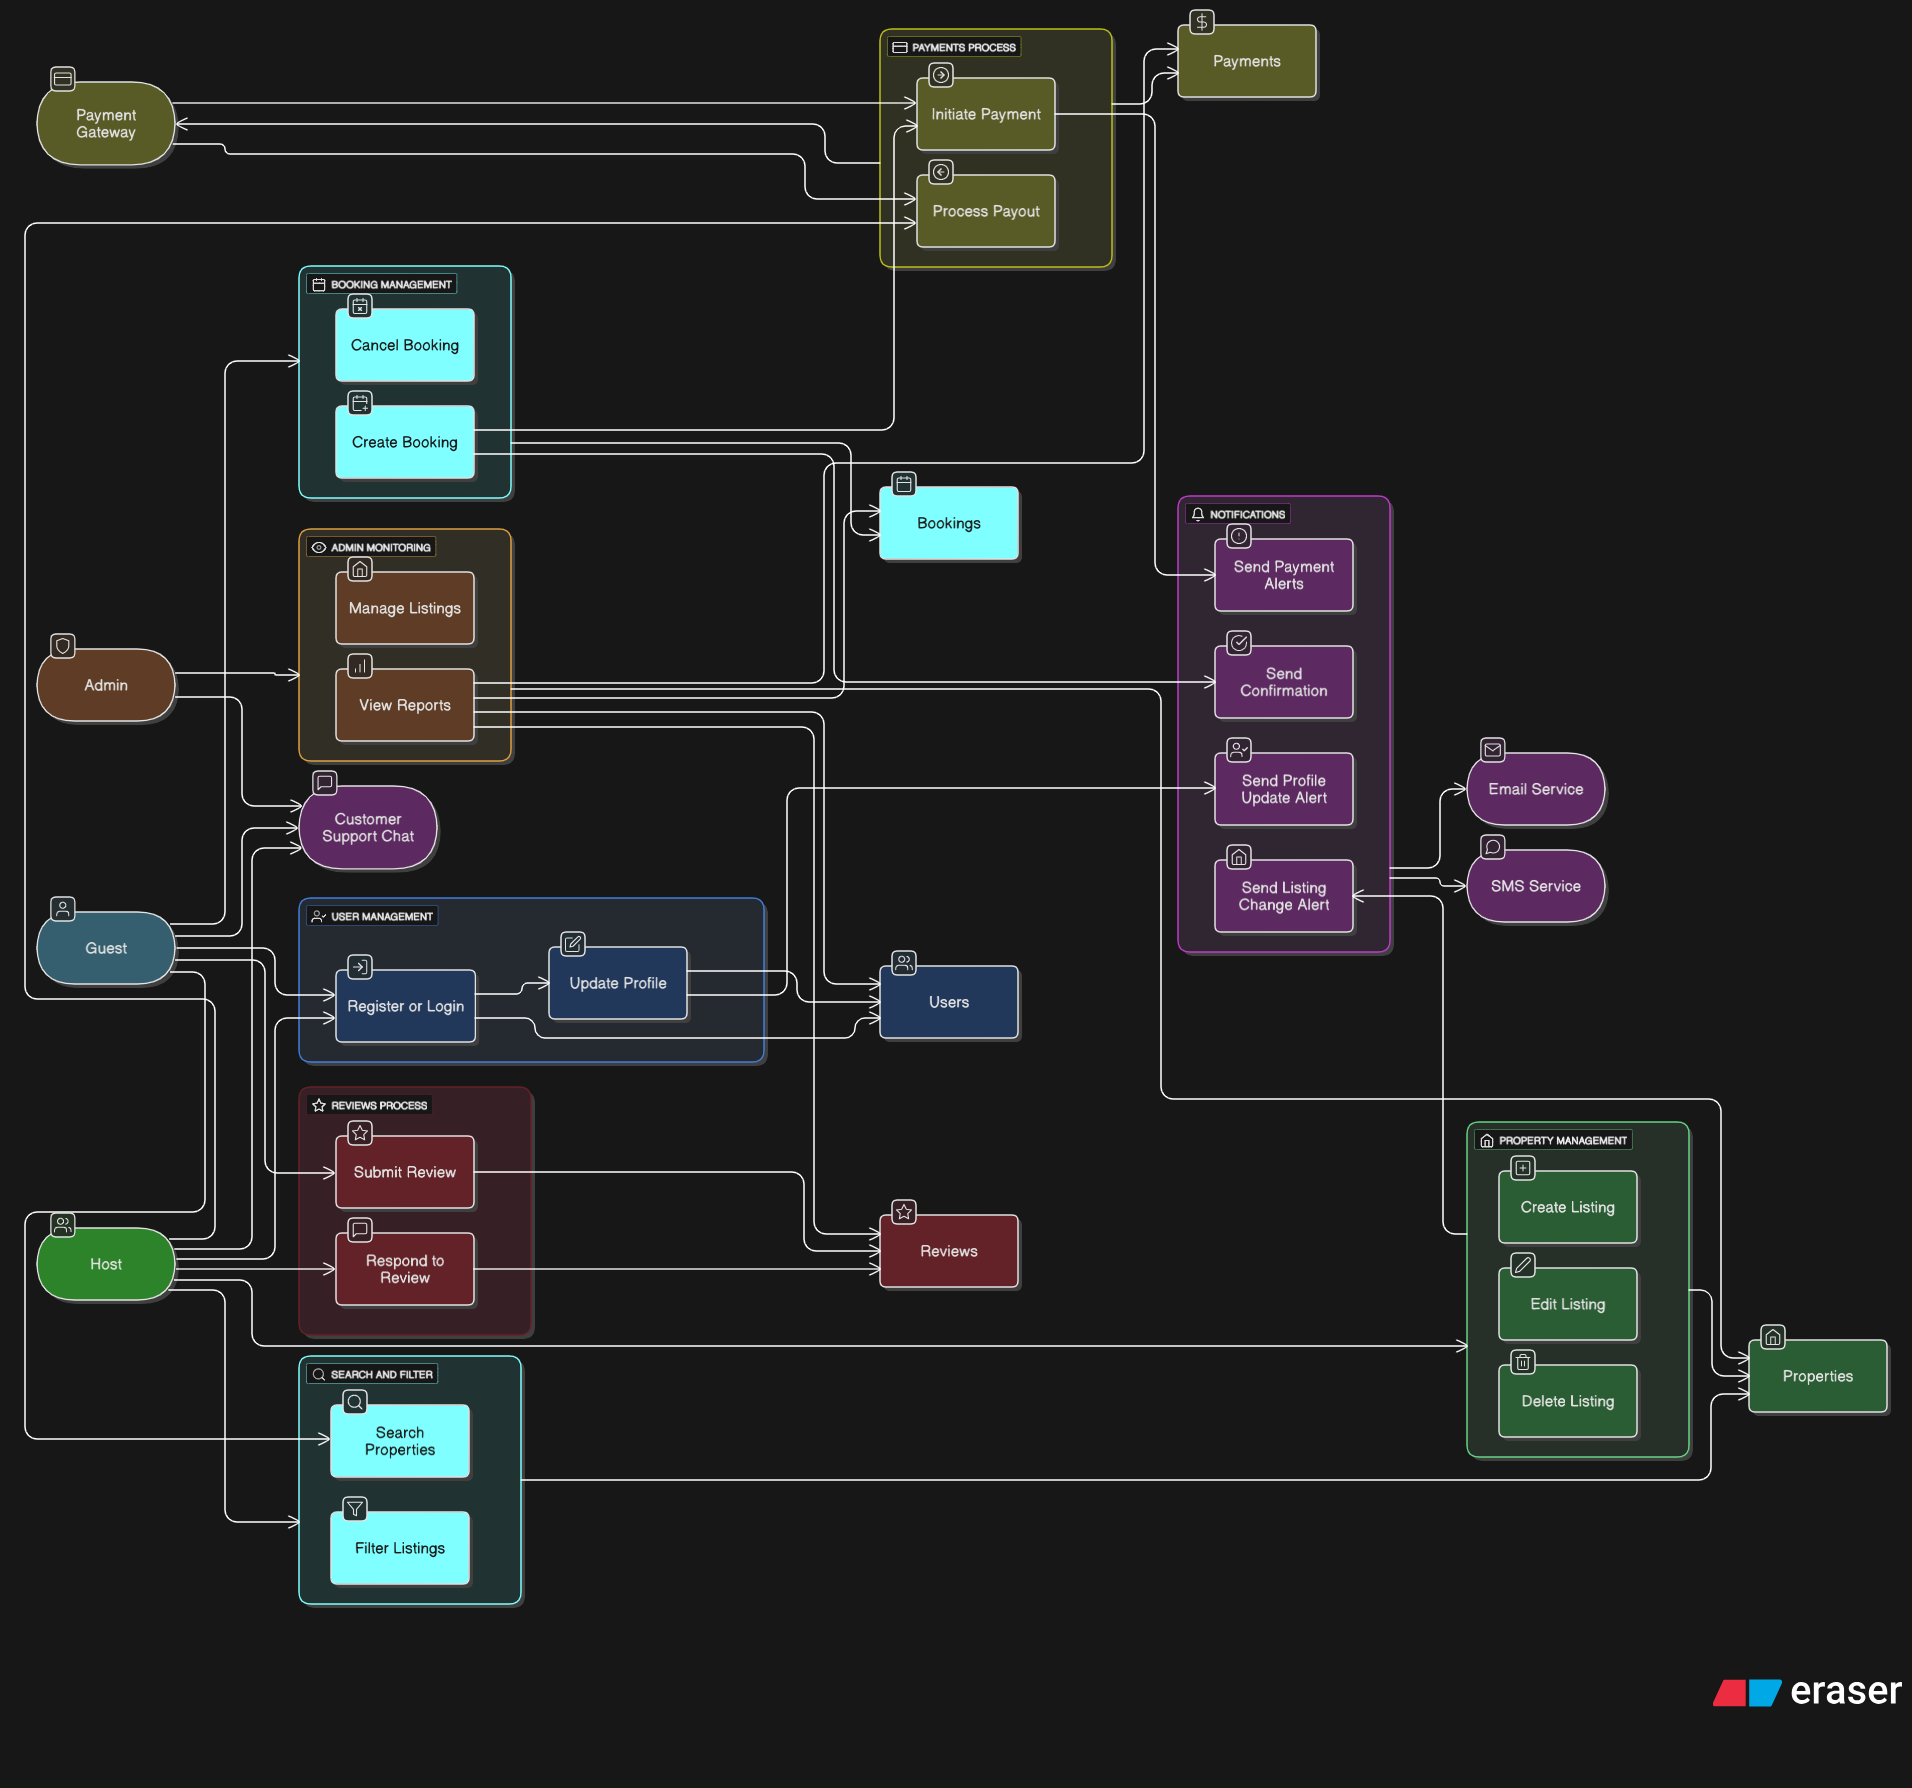 Payments
PAYMENTS PROCESS
Payment
Gateway
Initiate Payment
Process Payout
BOOKING MANAGEMENT
Cancel Booking
Create Booking
Bookings
NOTIFICATIONS
Send Payment
Alerts
Send
Confirmation
Send Profile
Update Alert
Send Listing
Change Alert
ADMIN MONITORING
Manage Listings
View Reports
Admin
Customer
Support Chat
Email Service
SMS Service
Guest
USER MANAGEMENT
Register or Login
Update Profile
Users
REVIEWS PROCESS
Submit Review
Respond to
Review
Reviews
Host
PROPERTY MANAGEMENT
Create Listing
Edit Listing
Delete Listing
Properties
SEARCH AND FILTER
Search
Properties
Filter Listings
eraser